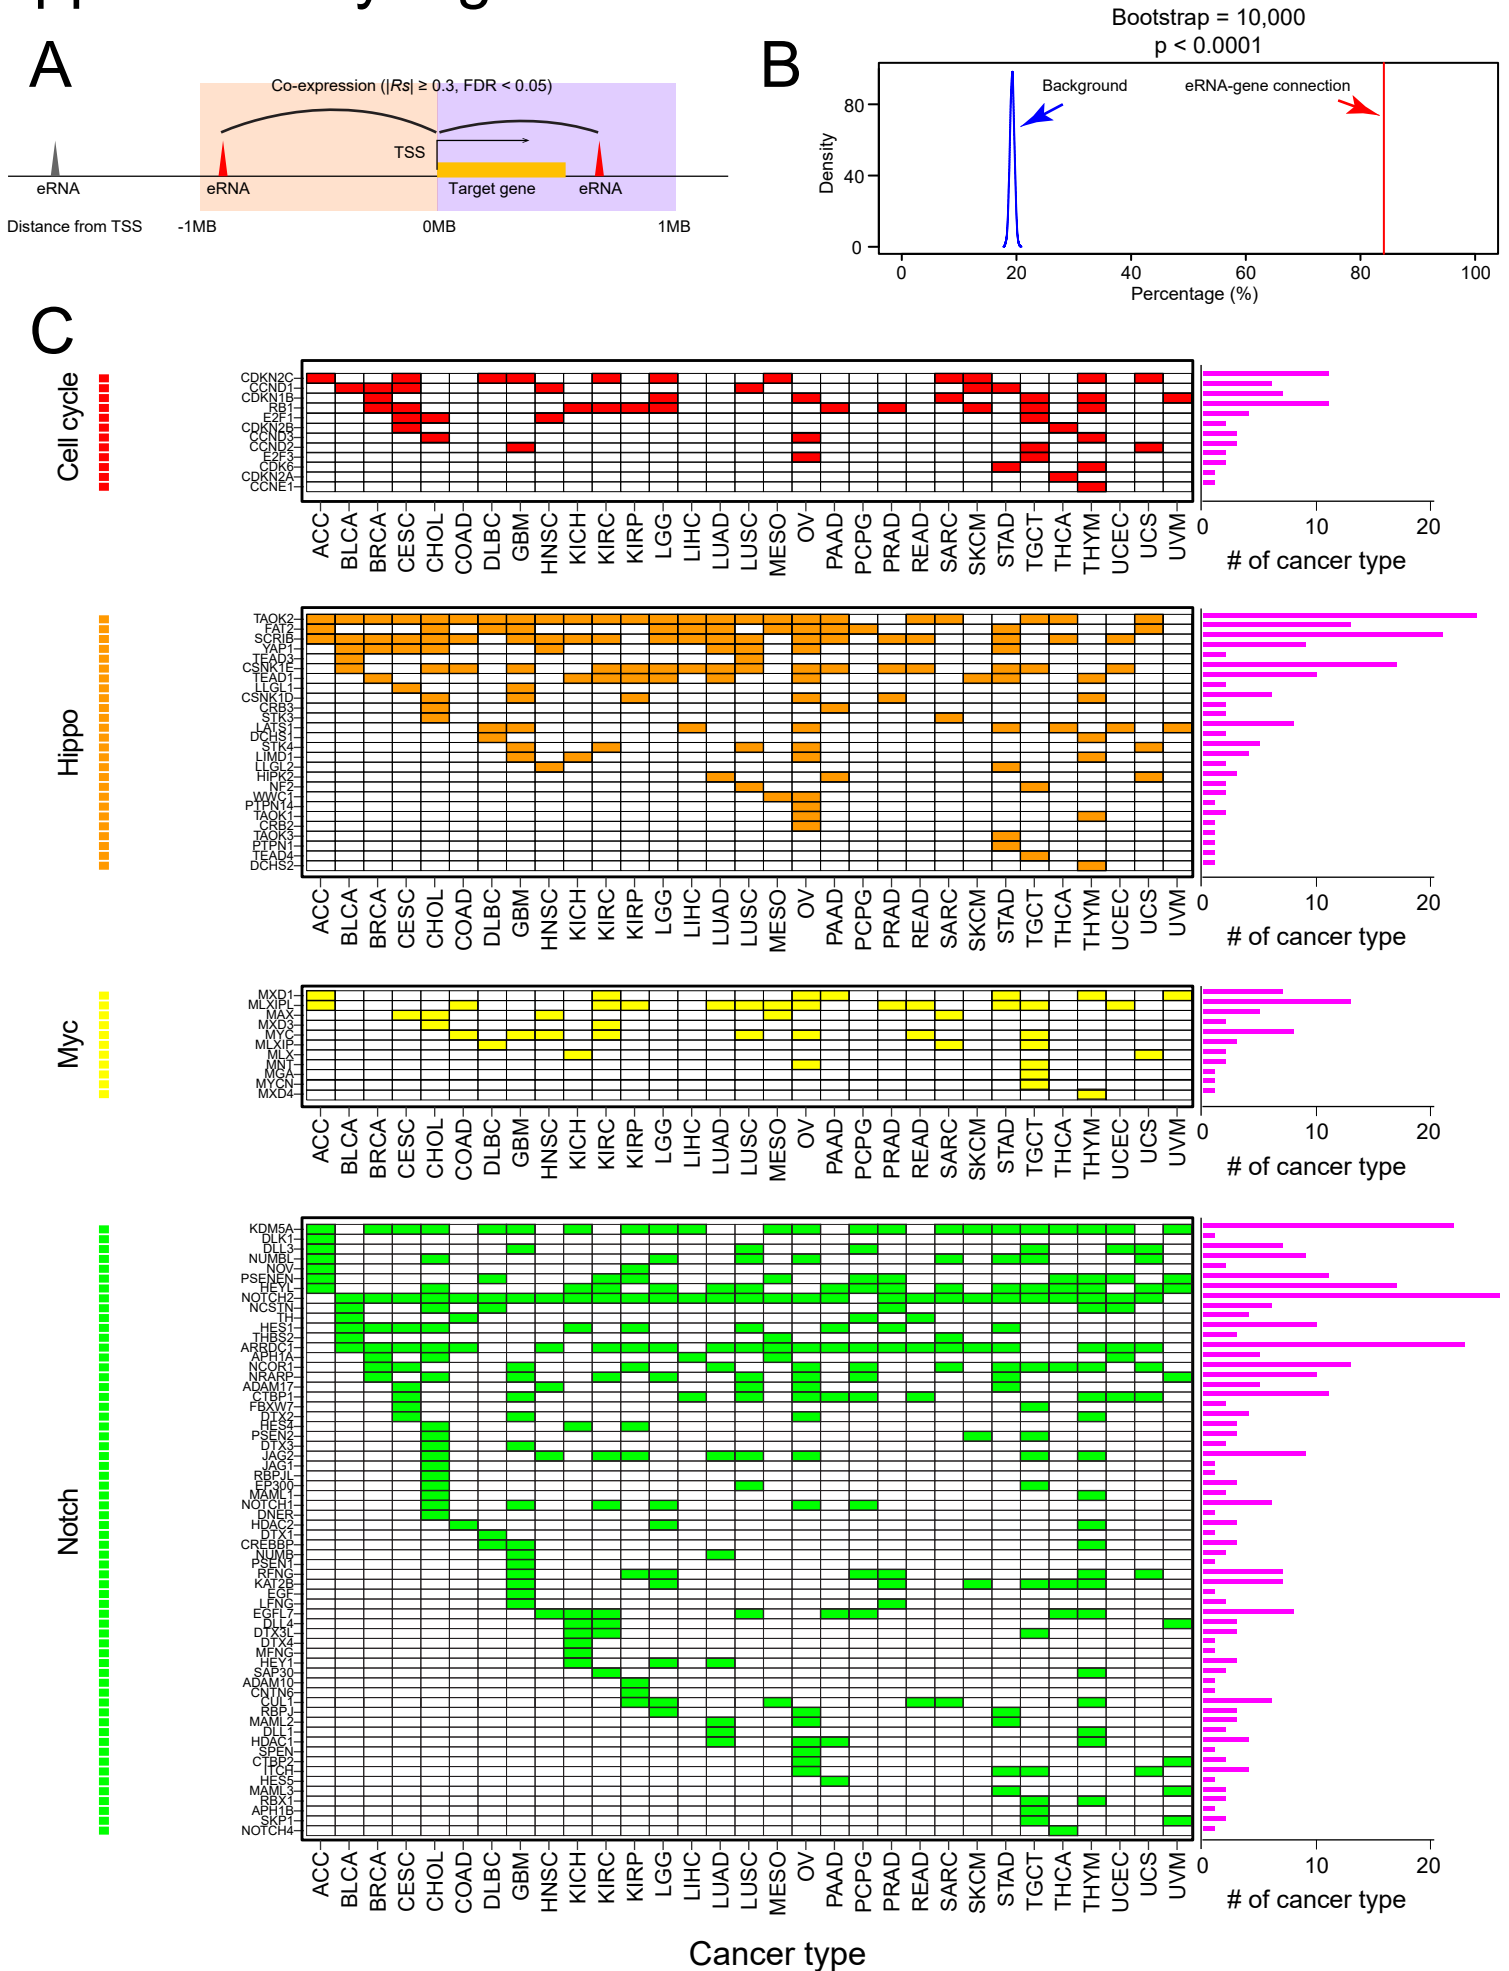 A
Co-expression (|Rs| ≥ 0.3, FDR < 0.05)
TSS
eRNA
eRNA
Target gene
eRNA
Distance from TSS
-1MB
0MB
1MB
B
Bootstrap = 10,000
p < 0.0001
Background
eRNA-gene connection
Density
80
40
0
0 20 40 60 80 100
Percentage (%)
C
Cell cycle
CDKN2C
CCND1
CDKN1B
RB1
E2F1
CDKN2B
CCND3
CCND2
E2F3
CDK6
CDKN2A
CCNE1
ACC BLCA BRCA CESC CHOL COAD DLBC GBM HNSC KICH KIRC KIRP LGG LIHC LUAD LUSC MESO OV PAAD PCPG PRAD READ SARC SKCM STAD TGCT THCA THYM UCEC UCS UVM
0 10 20
# of cancer type
Hippo
TAOK2
FAT2
SCRIB
YAP1
TEAD3
CSNK1E
TEAD1
LLGL1
CSNK1D
CRB3
STK3
LATS1
DCHS1
STK4
LIMD1
LLGL2
HIPK2
NF2
WWC1
PTPN14
TAOK1
CRB2
TAOK3
PTPN1
TEAD4
DCHS2
ACC BLCA BRCA CESC CHOL COAD DLBC GBM HNSC KICH KIRC KIRP LGG LIHC LUAD LUSC MESO OV PAAD PCPG PRAD READ SARC SKCM STAD TGCT THCA THYM UCEC UCS UVM
0 10 20
# of cancer type
Myc
MXD1
MLXIPL
MAX
MXD3
MYC
MLXIP
MLX
MNT
MGA
MYCN
MXD4
ACC BLCA BRCA CESC CHOL COAD DLBC GBM HNSC KICH KIRC KIRP LGG LIHC LUAD LUSC MESO OV PAAD PCPG PRAD READ SARC SKCM STAD TGCT THCA THYM UCEC UCS UVM
0 10 20
# of cancer type
Notch
KDM5A
DLK1
DLL3
NUMBL
NOV
PSENEN
HEYL
NOTCH2
NCSTN
TH
HES1
THBS2
ARRDC1
APH1A
NCOR1
NRARP
ADAM17
CTBP1
FBXW7
DTX2
HES4
PSEN2
DTX3
JAG2
JAG1
RBPJL
EP300
MAML1
NOTCH1
DNER
HDAC2
DTX1
CREBBP
NUMB
PSEN1
RFNG
KAT2B
EGF
LFNG
EGFL7
DLL4
DTX3L
DTX4
MFNG
HEY1
SAP30
ADAM10
CNTN6
CUL1
RBPJ
MAML2
DLL1
HDAC1
SPEN
CTBP2
ITCH
HES5
MAML3
RBX1
APH1B
SKP1
NOTCH4
ACC BLCA BRCA CESC CHOL COAD DLBC GBM HNSC KICH KIRC KIRP LGG LIHC LUAD LUSC MESO OV PAAD PCPG PRAD READ SARC SKCM STAD TGCT THCA THYM UCEC UCS UVM
0 10 20
# of cancer type
Cancer type